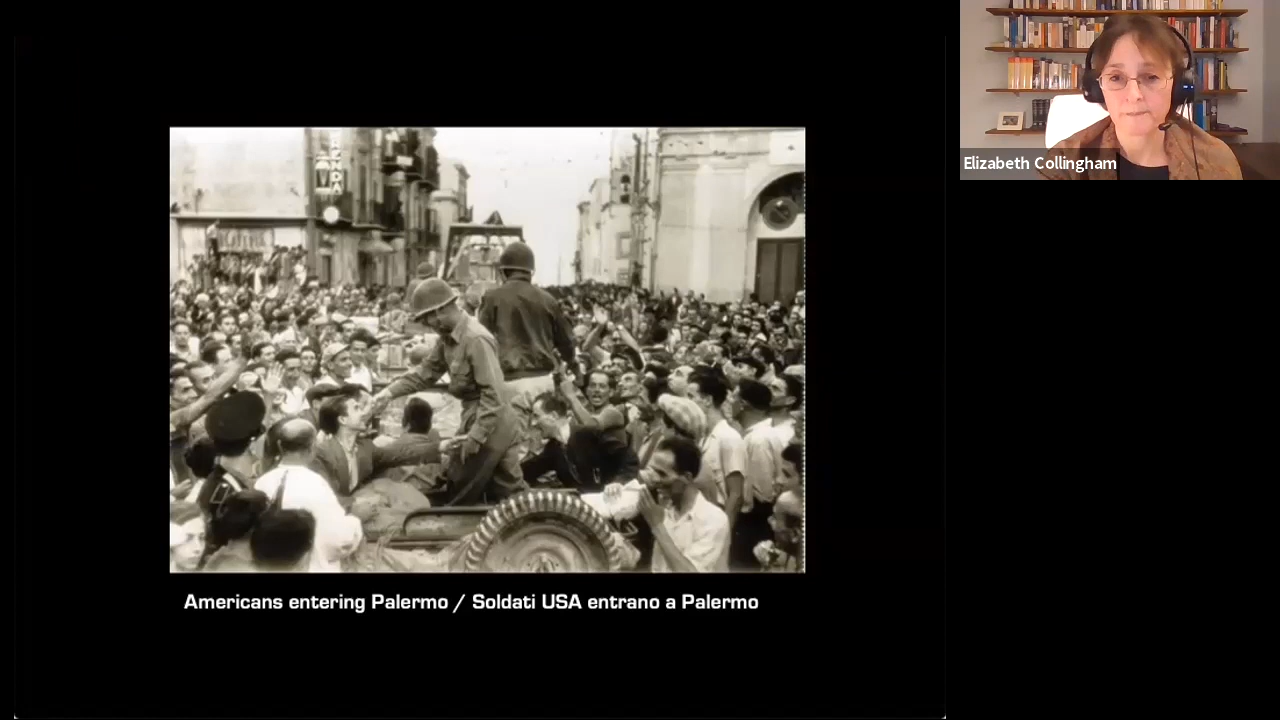 Elizabeth Collingham
Americans entering Palermo / Soldati USA entrano a Palermo